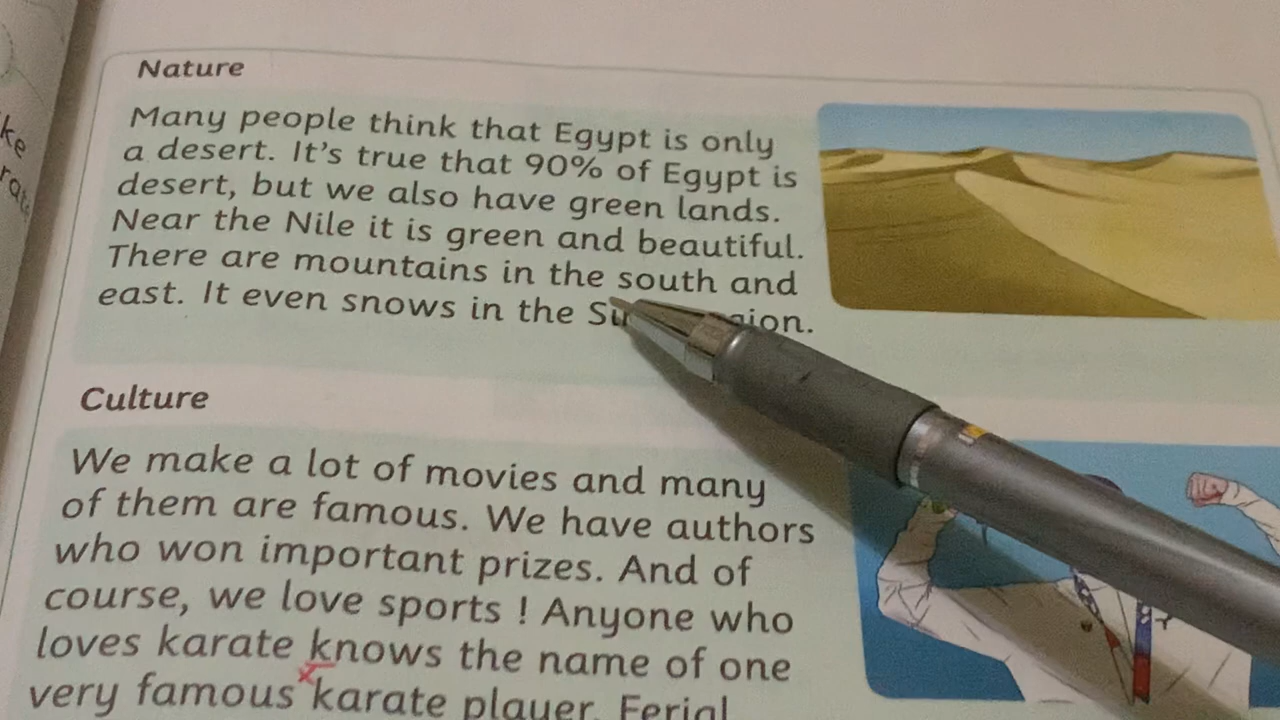 ke
Nature
Many people think that Egypt is only
a desert. It's true that 90% of Egypt is
desert, but we also have green lands.
Near the Nile it is green and beautiful.
There are mountains in the south and
east. It even snows in the
Culture
We make a lot of movies and many
of them are famous. We have authors
who won important prizes. And of
course, we love sports ! Anyone who
loves karate knows the name of one
very famous karate player, Ferial